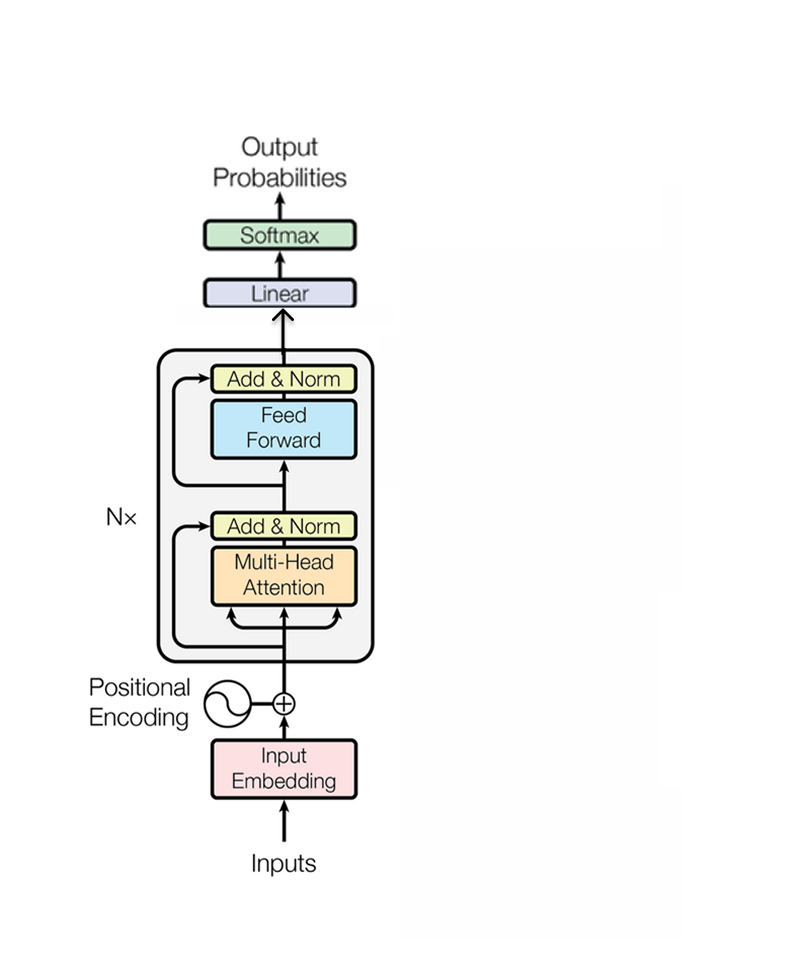 Output
Probabilities
Softmax
Linear
Add & Norm
Feed
Forward
N×
Add & Norm
Multi-Head
Attention
Positional
Encoding
Input
Embedding
Inputs